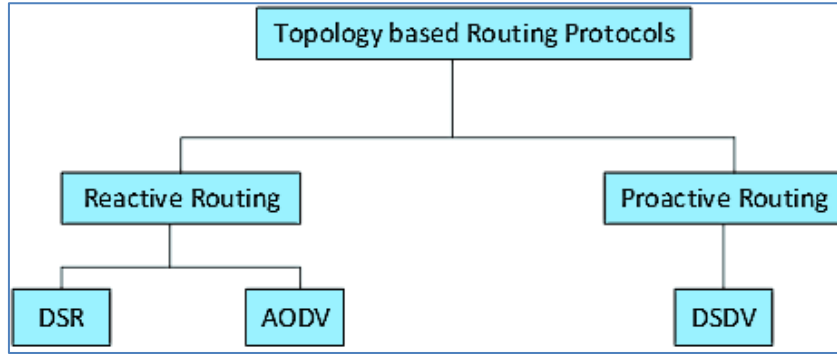 Topology based Routing Protocols
Reactive Routing
Proactive Routing
DSR
AODV
DSDV